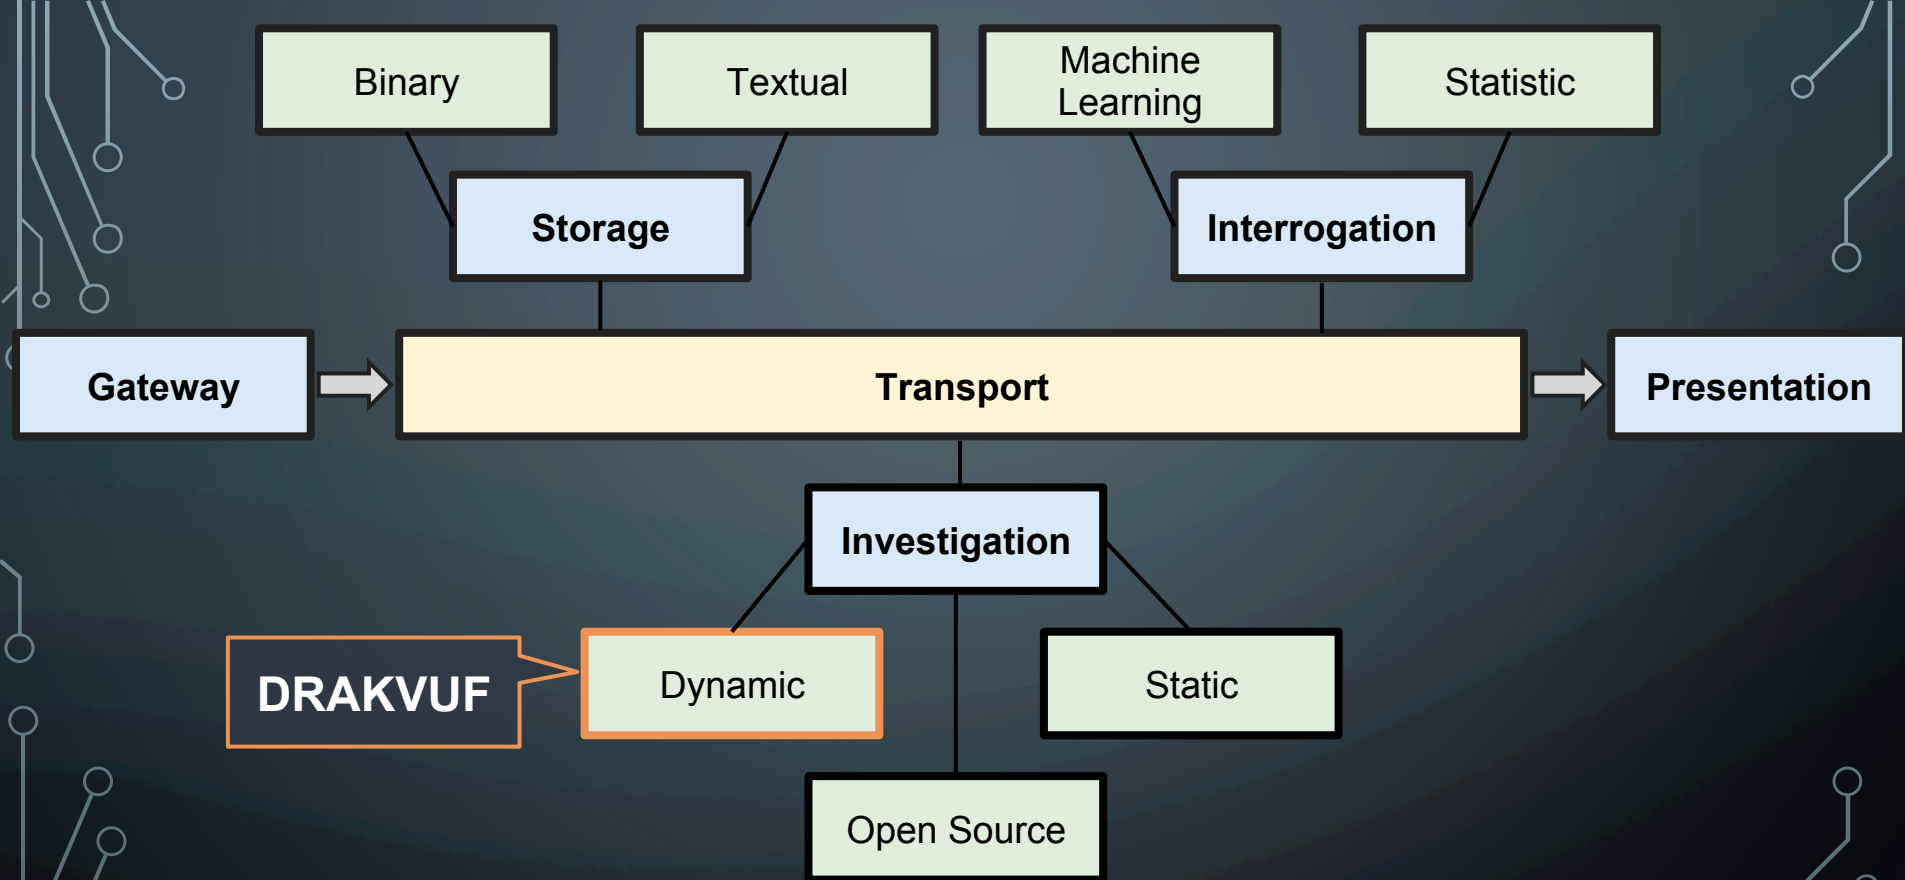 Binary
Textual
Machine
Learning
Statistic
Storage
Interrogation
Gateway
Transport
Presentation
Investigation
DRAKVUF
Dynamic
Static
Open Source